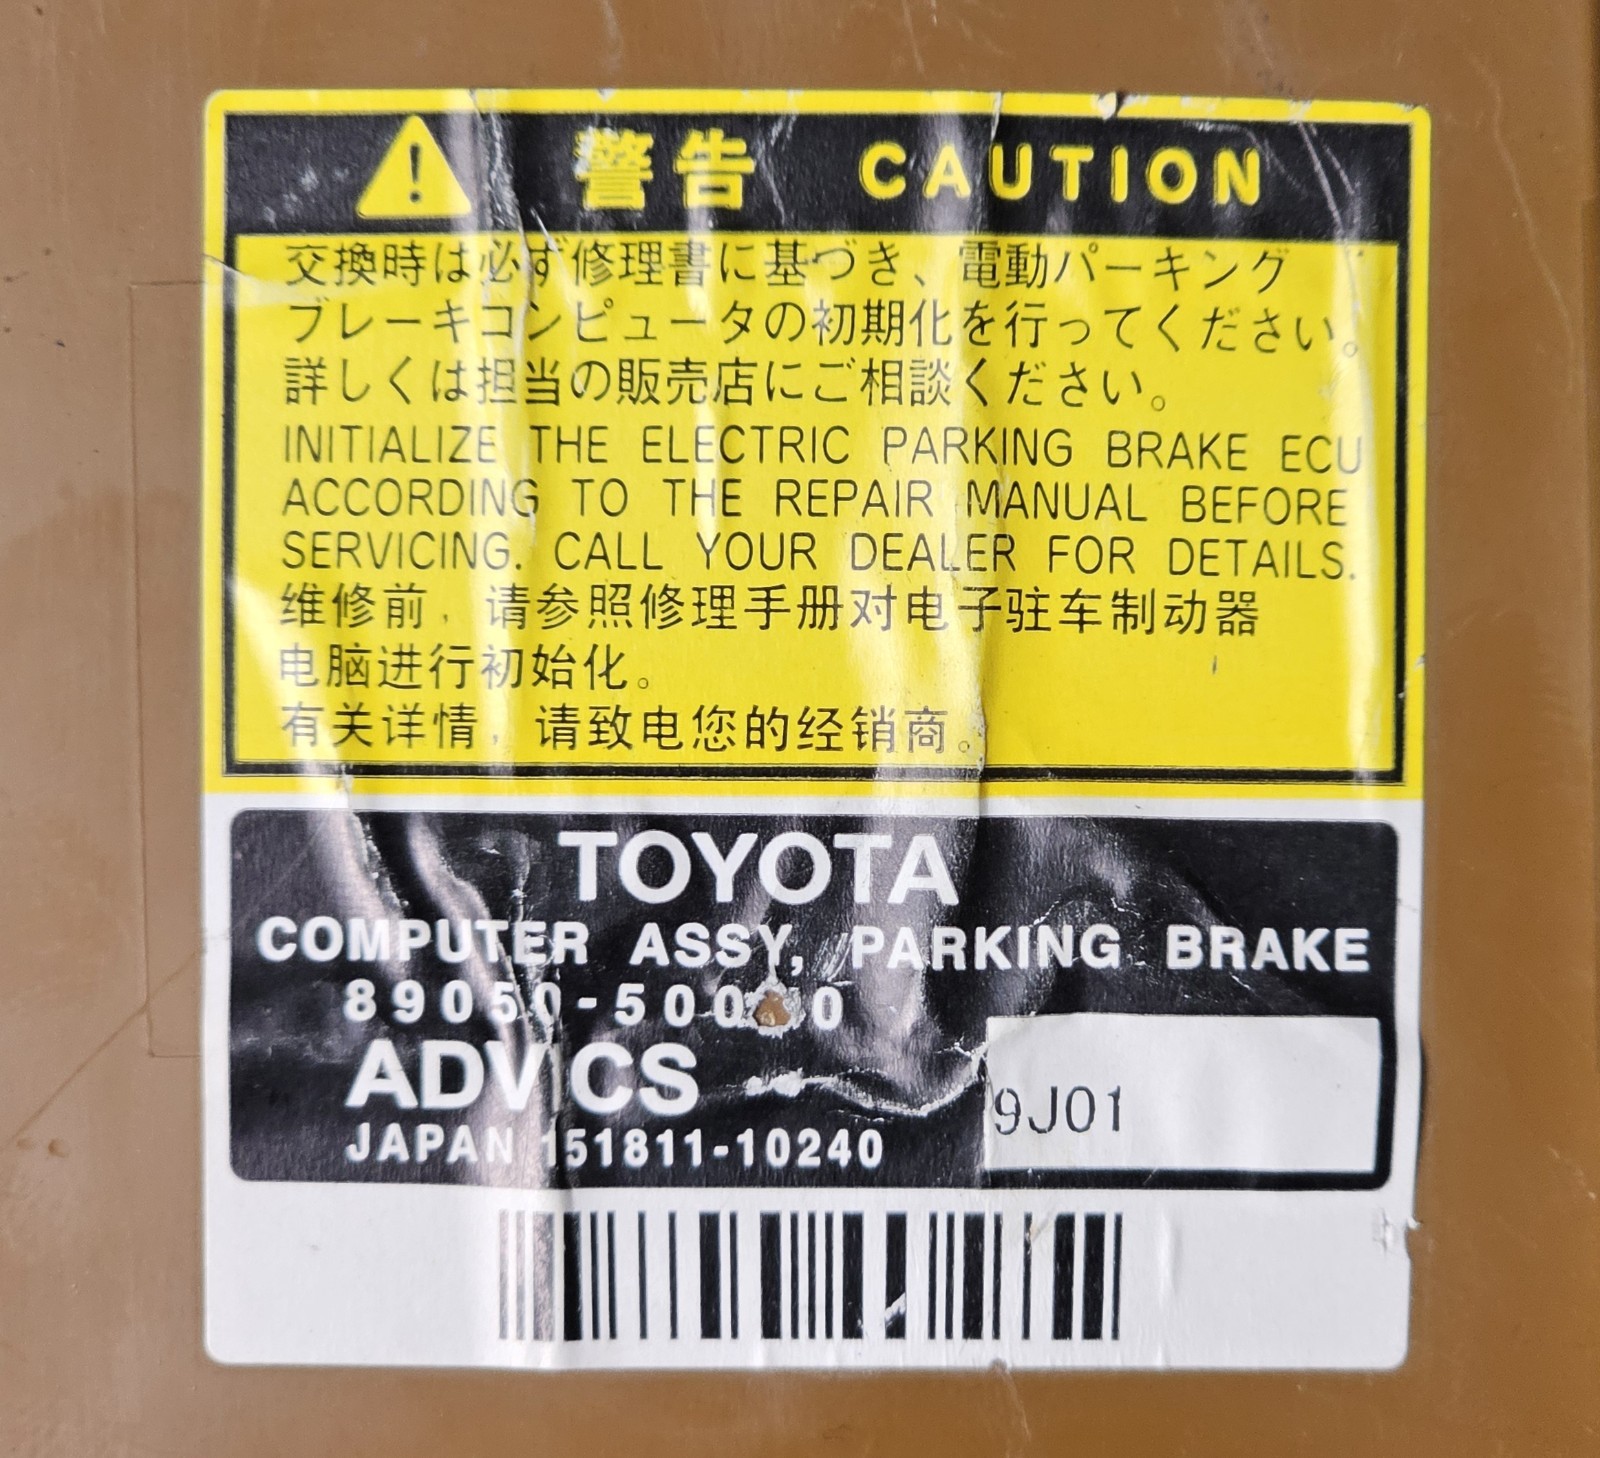 警告 CAUTION
交換時は必ず修理書に基づき、電動パーキング
ブレーキコンピュータの初期化を行ってください。
詳しくは担当の販売店にご相談ください。
INITIALIZE THE ELECTRIC PARKING BRAKE ECU
ACCORDING TO THE REPAIR MANUAL BEFORE
SERVICING. CALL YOUR DEALER FOR DETAILS.
维修前，请参照修理手册对电子驻车制动器
电脑进行初始化。
有关详情，请致电您的经销商。
TOYOTA
COMPUTER ASSY, PARKING BRAKE
ADVICS
9J01
JAPAN 151811-10240